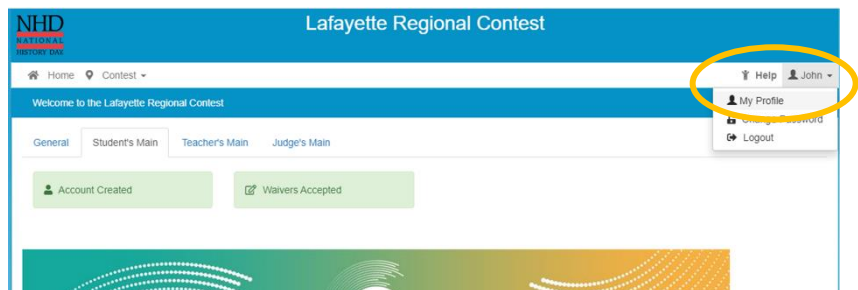 NHD
NATIONAL
HISTORY DAY
Lafayette Regional Contest
Home Contest
Help John
Welcome to the Lafayette Regional Contest
My Profile
Change Password
Logout
General Student's Main Teacher's Main Judge's Main
Account Created Waivers Accepted